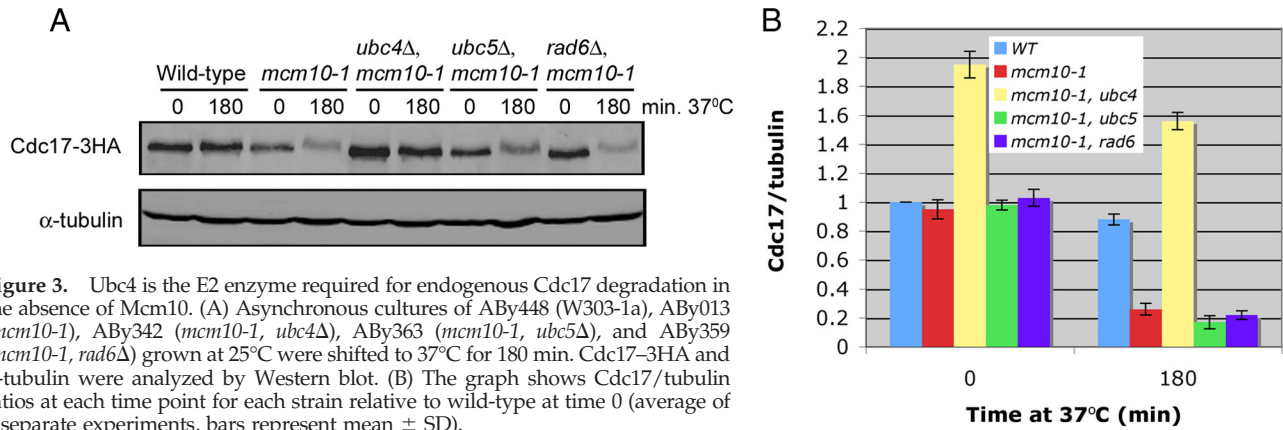 A
ubc4Δ, ubc5Δ, rad6Δ,
Wild-type mcm10-1 mcm10-1 mcm10-1 mcm10-1
0 180 0 180 0 180 0 180 0 180 min. 37⁰C
Cdc17-3HA
α-tubulin
igure 3. Ubc4 is the E2 enzyme required for endogenous Cdc17 degradation in
he absence of Mcm10. (A) Asynchronous cultures of ABy448 (W303-1a), ABy013
mcm10-1), ABy342 (mcm10-1, ubc4Δ), ABy363 (mcm10-1, ubc5Δ), and ABy359
mcm10-1, rad6Δ) grown at 25°C were shifted to 37°C for 180 min. Cdc17–3HA and
-tubulin were analyzed by Western blot. (B) The graph shows Cdc17/tubulin
atios at each time point for each strain relative to wild-type at time 0 (average of
separate experiments, bars represent mean ± SD).
B
Cdc17/tubulin
2.2
2
1.8
1.6
1.4
1.2
1
0.8
0.6
0.4
0.2
0
WT
mcm10-1
mcm10-1, ubc4
mcm10-1, ubc5
mcm10-1, rad6
0 180
Time at 37⁰C (min)